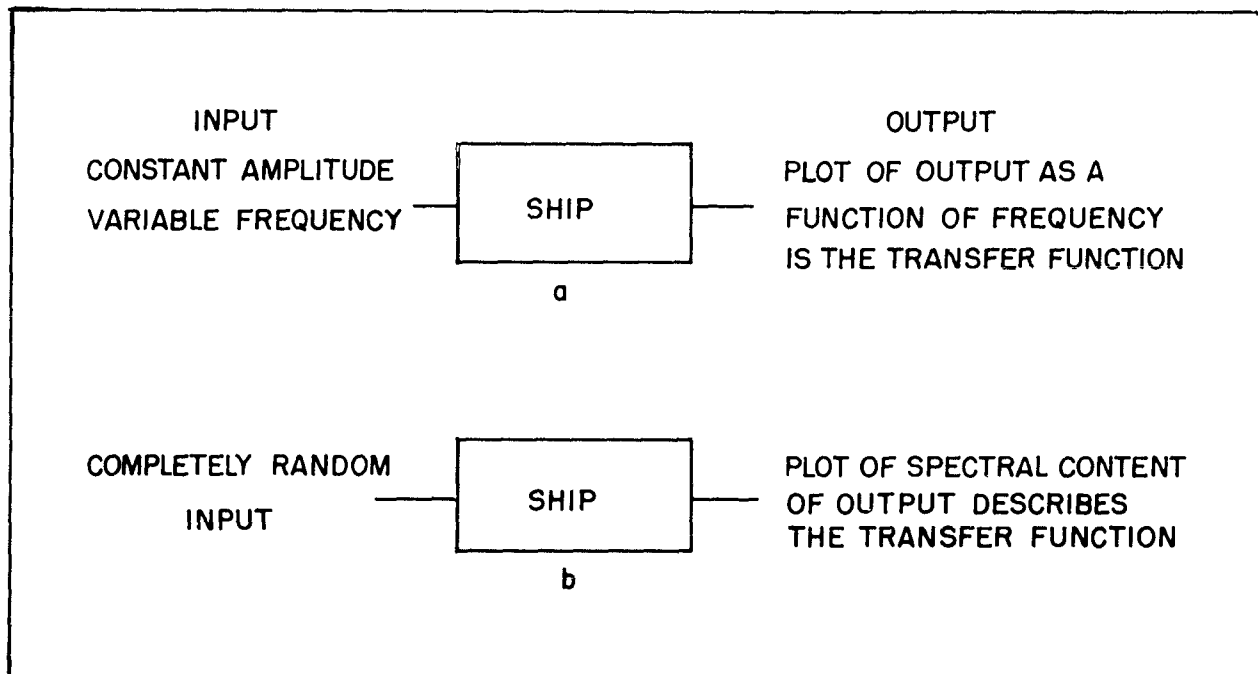 INPUT
CONSTANT AMPLITUDE
VARIABLE FREQUENCY
SHIP
OUTPUT
PLOT OF OUTPUT AS A
FUNCTION OF FREQUENCY
IS THE TRANSFER FUNCTION
a
COMPLETELY RANDOM
INPUT
SHIP
PLOT OF SPECTRAL CONTENT
OF OUTPUT DESCRIBES
THE TRANSFER FUNCTION
b